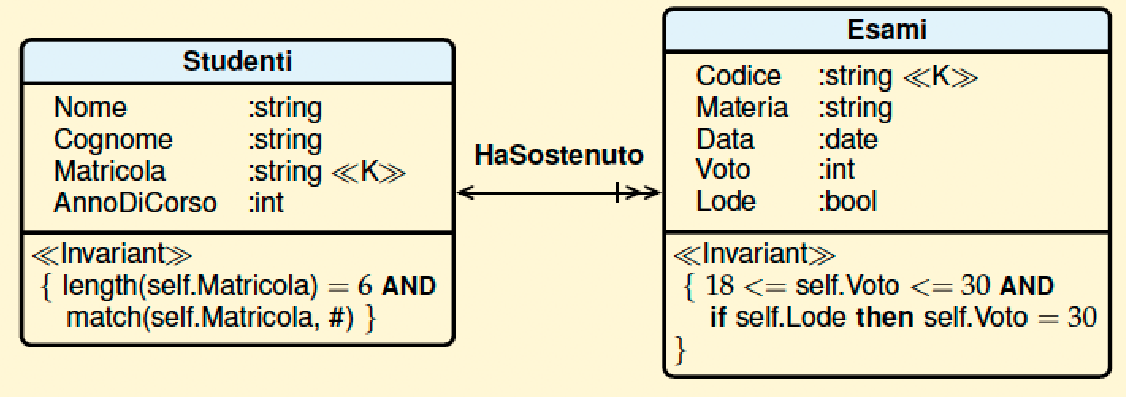 Studenti
Nome :string
Cognome :string
Matricola :string ≪K≫
AnnoDiCorso :int
≪Invariant≫
{ length(self.Matricola) = 6 AND
match(self.Matricola, #) }
HaSostenuto
Esami
Codice :string ≪K≫
Materia :string
Data :date
Voto :int
Lode :bool
≪Invariant≫
{ 18 <= self.Voto <= 30 AND
if self.Lode then self.Voto = 30
}